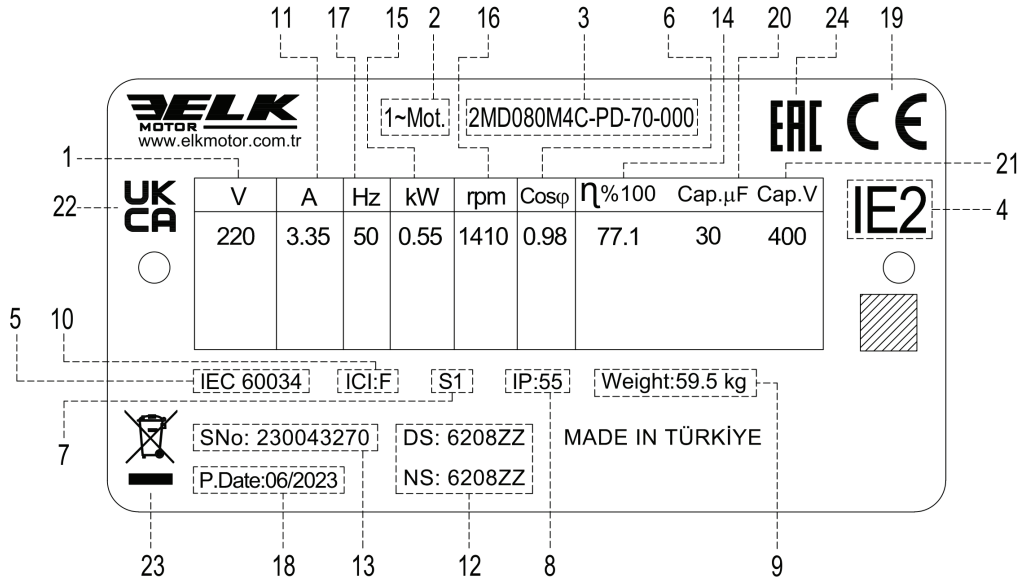 11 17 15 2 16 3 6 14 20 24 19
ELK
MOTOR
www.elkmotor.com.tr
1~Mot. 2MD080M4C-PD-70-000
EAC CE
1
21
UK
CA
22
V A Hz kW rpm Cosφ η%100 Cap.µF Cap.V
IE2
4
220 3.35 50 0.55 1410 0.98 77.1 30 400
5 10
IEC 60034 ICI:F S1 IP:55 Weight:59.5 kg
7
SNo: 230043270 DS: 6208ZZ MADE IN TÜRKİYE
P.Date:06/2023 NS: 6208ZZ
23 18 13 12 8 9